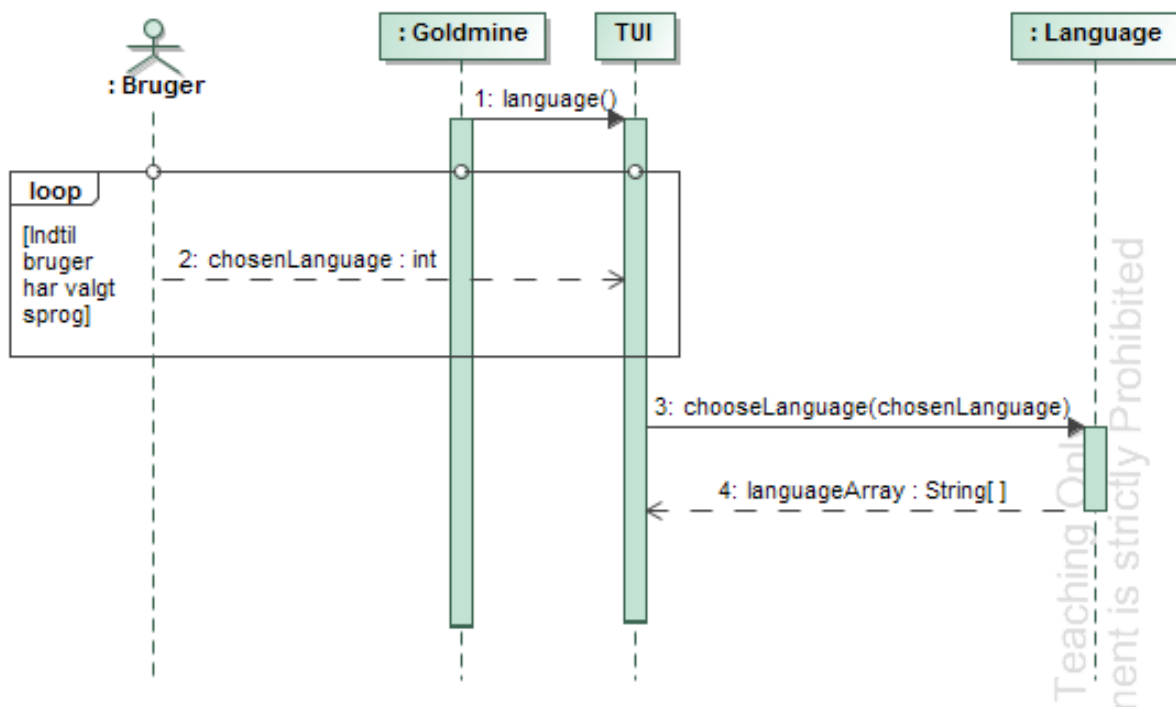 : Bruger
: Goldmine
TUI
: Language
1: language()
loop
[Indtil
bruger
har valgt
sprog]
2: chosenLanguage : int
3: chooseLanguage(chosenLanguage)
4: languageArray : String[ ]
Teaching Onl
nent is strictly Prohibited